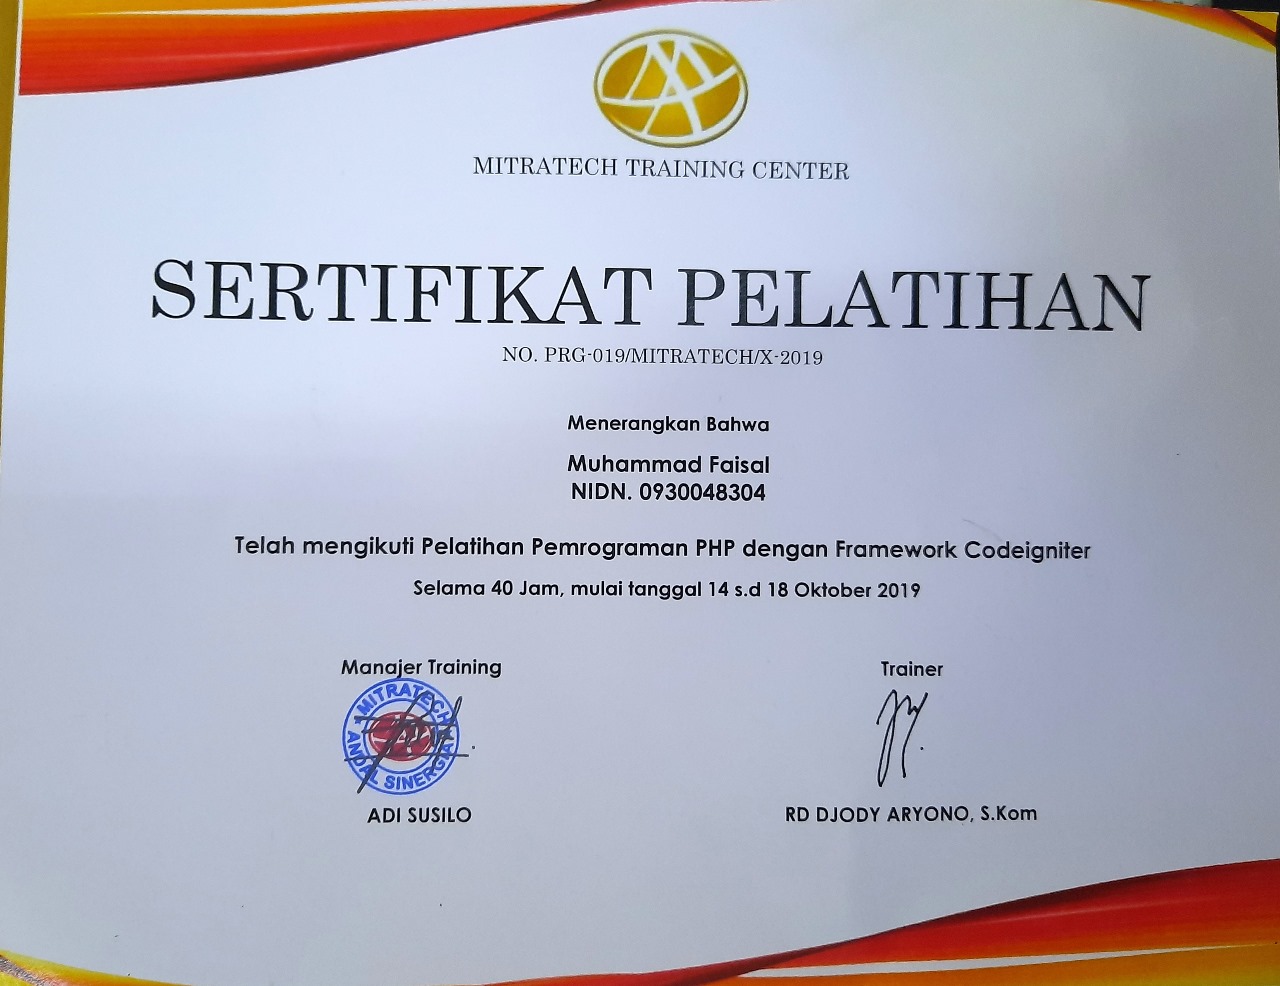 MITRATECH TRAINING CENTER
SERTIFIKAT PELATIHAN
NO. PRG-019/MITRATECH/X-2019
Menerangkan Bahwa
Muhammad Faisal
NIDN. 0930048304
Telah mengikuti Pelatihan Pemrograman PHP dengan Framework Codeigniter
Selama 40 Jam, mulai tanggal 14 s.d 18 Oktober 2019
Manajer Training
Trainer
MITRATECH
ANDAL SINERGI
ADI SUSILO
RD DJODY ARYONO, S.Kom